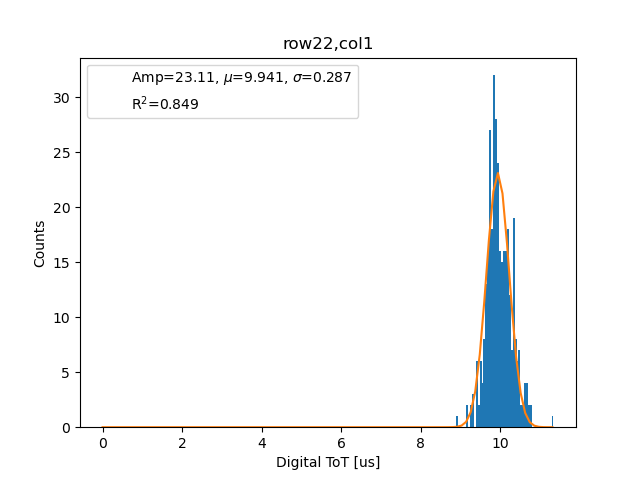 row22,col1
Amp=23.11, μ=9.941, σ=0.287
R²=0.849
30
25
20
15
10
5
0
Counts
0 2 4 6 8 10
Digital ToT [us]